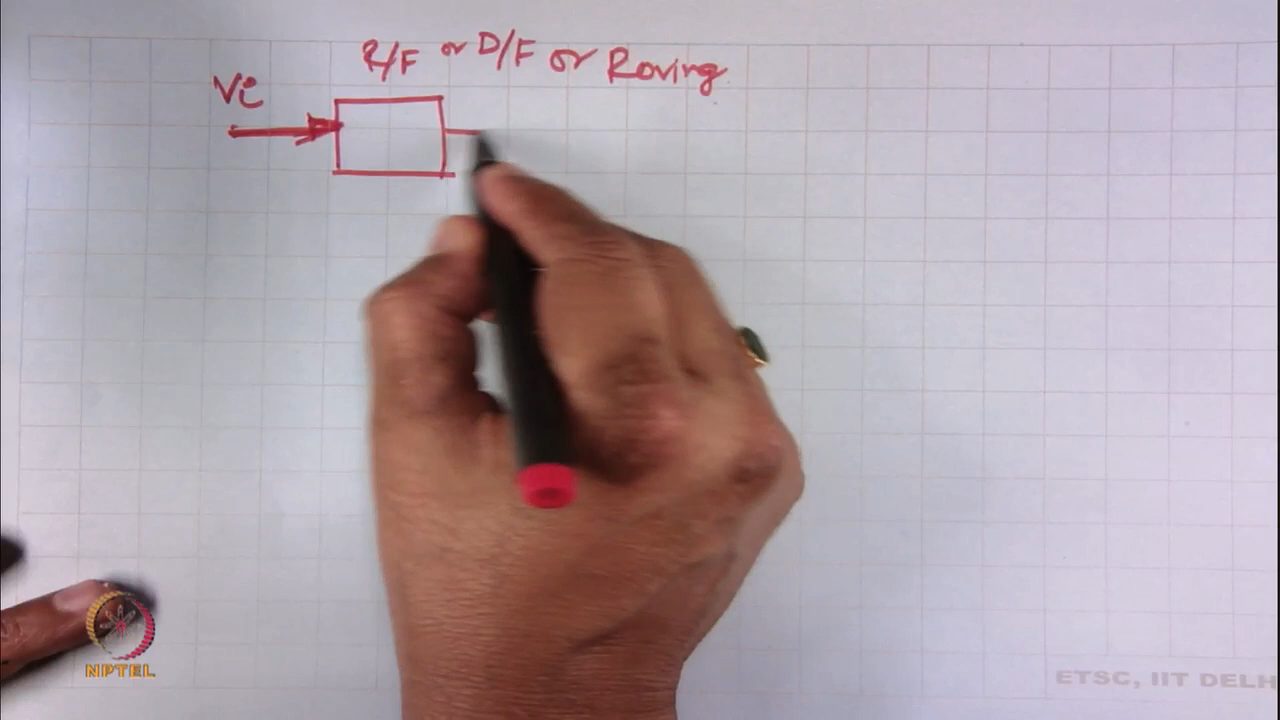 R/F or D/F or Roving
Vi
NPTEL
ETSC, IIT DELH